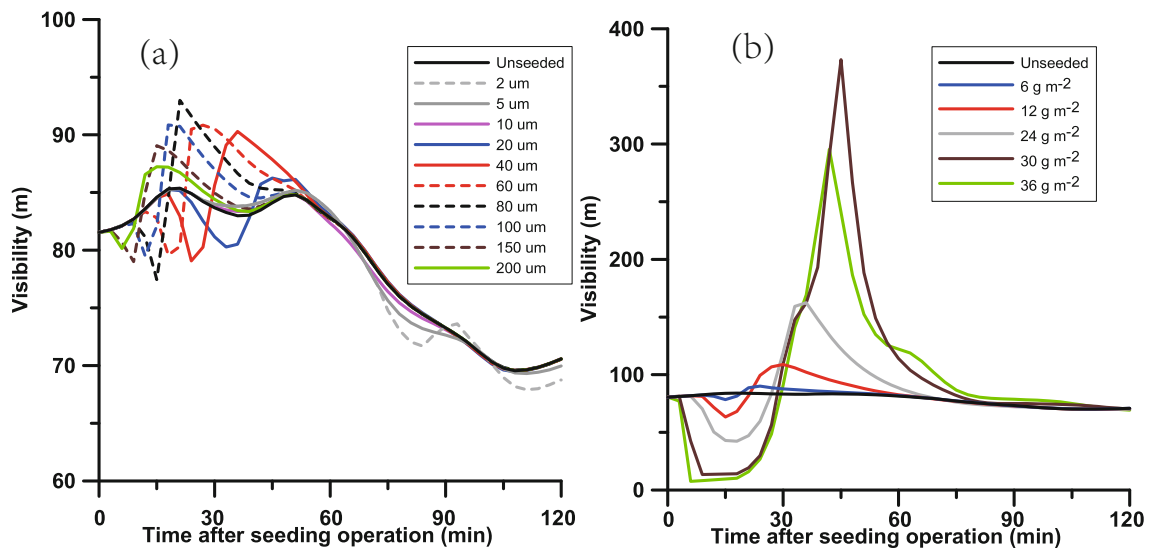 (a)
100
90
80
70
60
Visibility (m)
0
30
60
90
120
Time after seeding operation (min)
Unseeded
2 um
5 um
10 um
20 um
40 um
60 um
80 um
100 um
150 um
200 um
(b)
400
300
200
100
0
Visibility (m)
0
30
60
90
120
Time after seeding operation (min)
Unseeded
6 g m-2
12 g m-2
24 g m-2
30 g m-2
36 g m-2